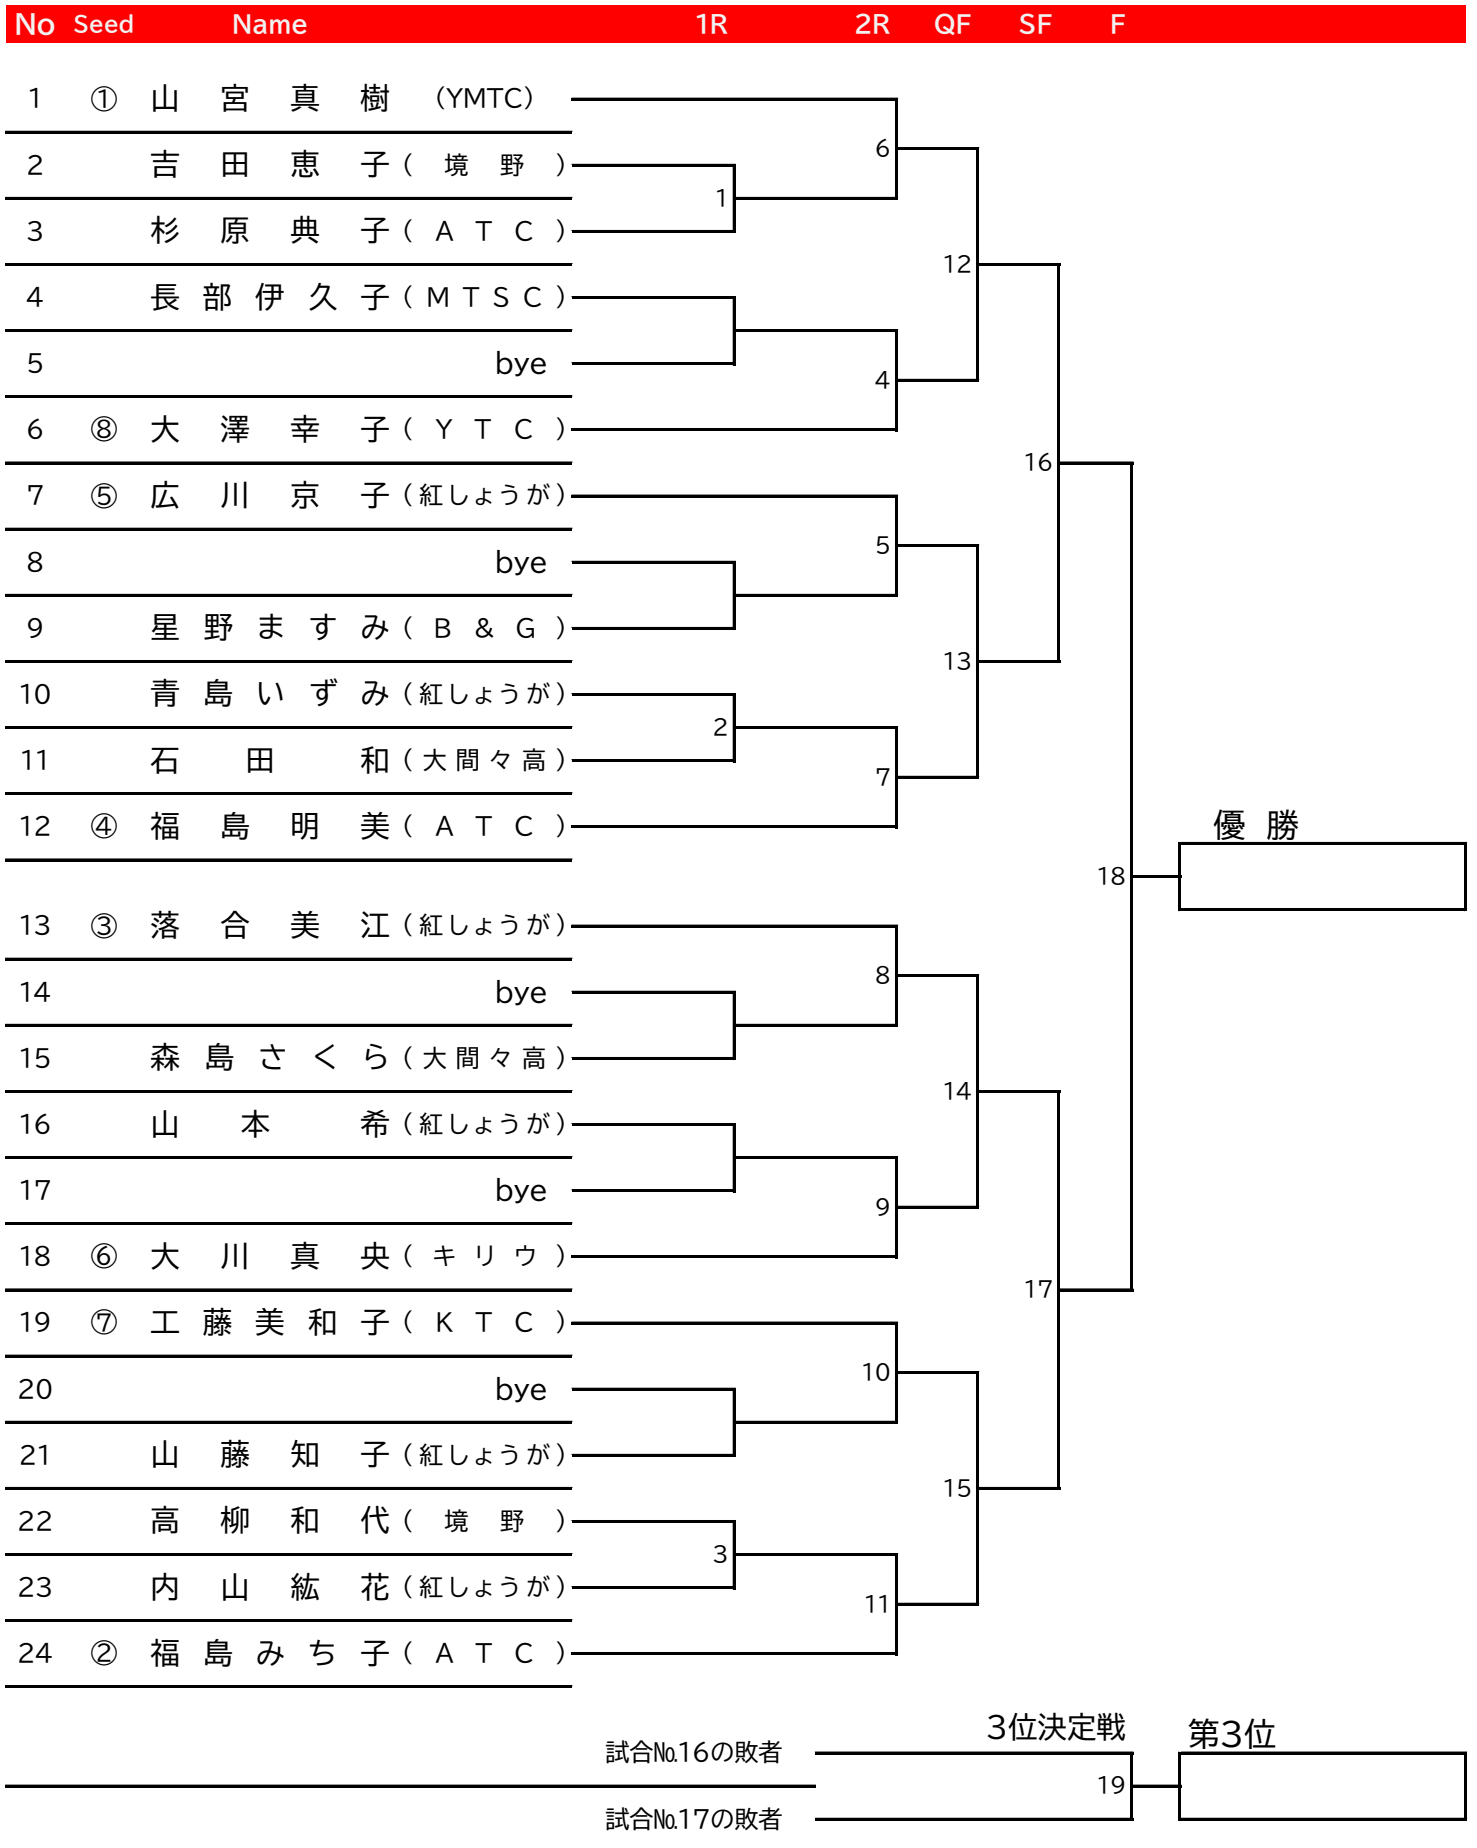 No Seed Name 1R 2R QF SF F
1 ① 山宮真樹 （YMTC）
6
2 吉田恵子 ( 境野 )
1
3 杉原典子 ( ATC )
12
4 長部伊久子 ( MTSC )
5 bye
4
6 ⑧ 大澤幸子 ( YTC )
16
7 ⑤ 広川京子 ( 紅しょうが )
5
8 bye
9 星野ますみ ( B&G )
13
10 青島いずみ ( 紅しょうが )
2
11 石田和 ( 大間々高 )
7
12 ④ 福島明美 ( ATC )
優勝
18
13 ③ 落合美江 ( 紅しょうが )
8
14 bye
15 森島さくら ( 大間々高 )
14
16 山本希 ( 紅しょうが )
17 bye
9
18 ⑥ 大川真央 ( キリウ )
17
19 ⑦ 工藤美和子 ( KTC )
10
20 bye
21 山藤知子 ( 紅しょうが )
15
22 高柳和代 ( 境野 )
3
23 内山紘花 ( 紅しょうが )
11
24 ② 福島みち子 ( ATC )
3位決定戦 第3位
試合№16の敗者
19
試合№17の敗者